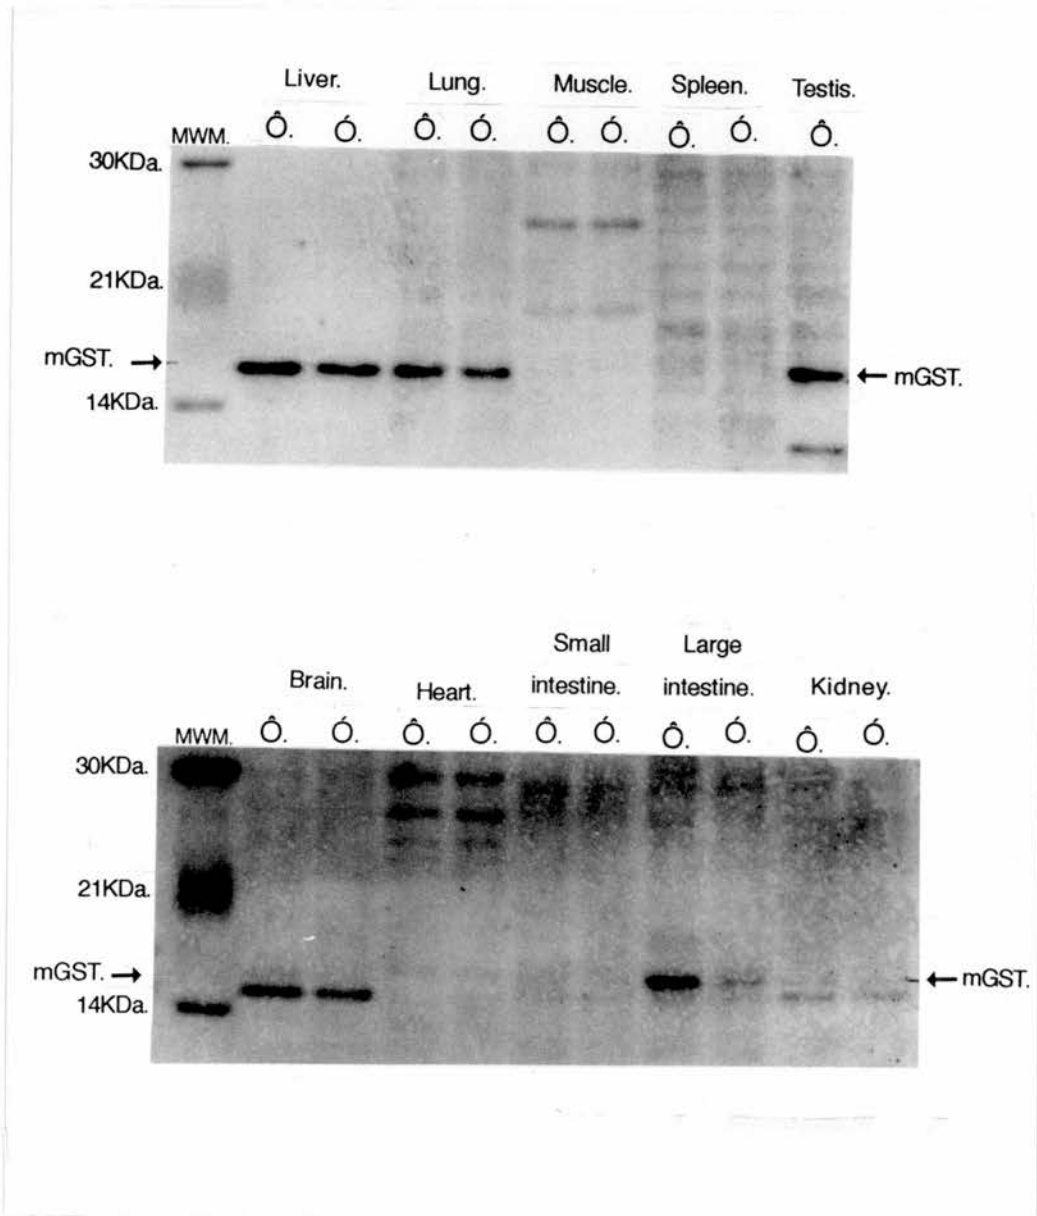 Liver. Lung. Muscle. Spleen. Testis.
MWM. Ô. Ó. Ô. Ó. Ô. Ó. Ô. Ó. Ô.
30KDa.
21KDa.
mGST. → ← mGST.
14KDa.
Small Large
Brain. Heart. intestine. intestine. Kidney.
MWM. Ô. Ó. Ô. Ó. Ô. Ó. Ô. Ó. Ô. Ó.
30KDa.
21KDa.
mGST. → ← mGST.
14KDa.